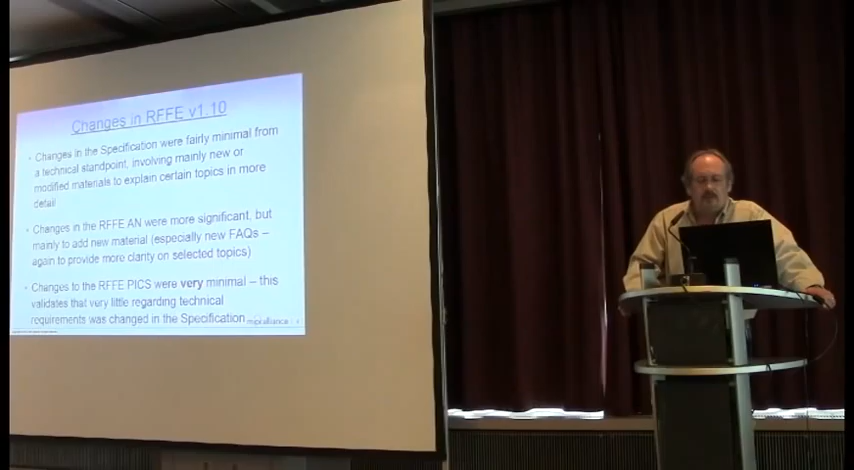 Changes in RFFE v1.10
• Changes in the Specification were fairly minimal from
a technical standpoint, involving mainly new or
modified materials to explain certain topics in more
detail
• Changes in the RFFE AN were more significant, but
mainly to add new material (especially new FAQs –
again to provide more clarity on selected topics)
• Changes to the RFFE PICS were very minimal – this
validates that very little regarding technical
requirements was changed in the Specification
mipi alliance